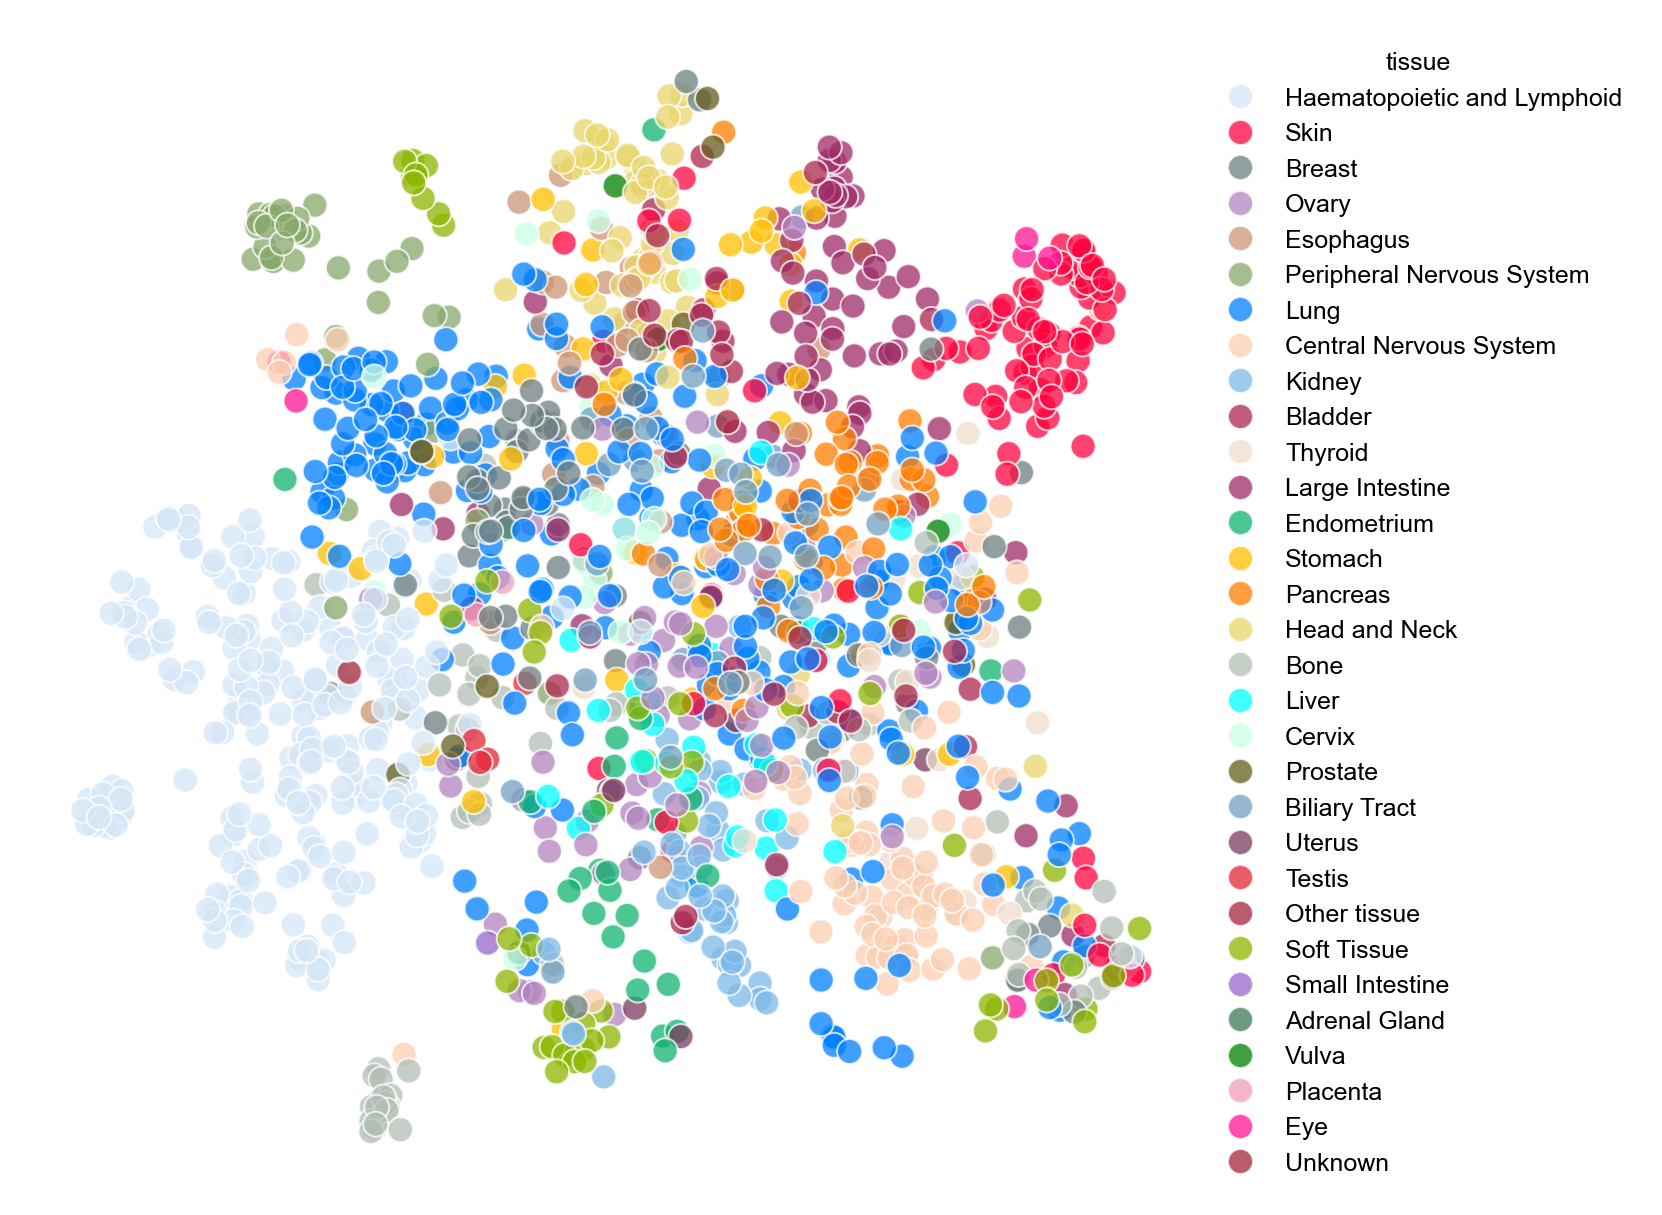 tissue
Haematopoietic and Lymphoid
Skin
Breast
Ovary
Esophagus
Peripheral Nervous System
Lung
Central Nervous System
Kidney
Bladder
Thyroid
Large Intestine
Endometrium
Stomach
Pancreas
Head and Neck
Bone
Liver
Cervix
Prostate
Biliary Tract
Uterus
Testis
Other tissue
Soft Tissue
Small Intestine
Adrenal Gland
Vulva
Placenta
Eye
Unknown